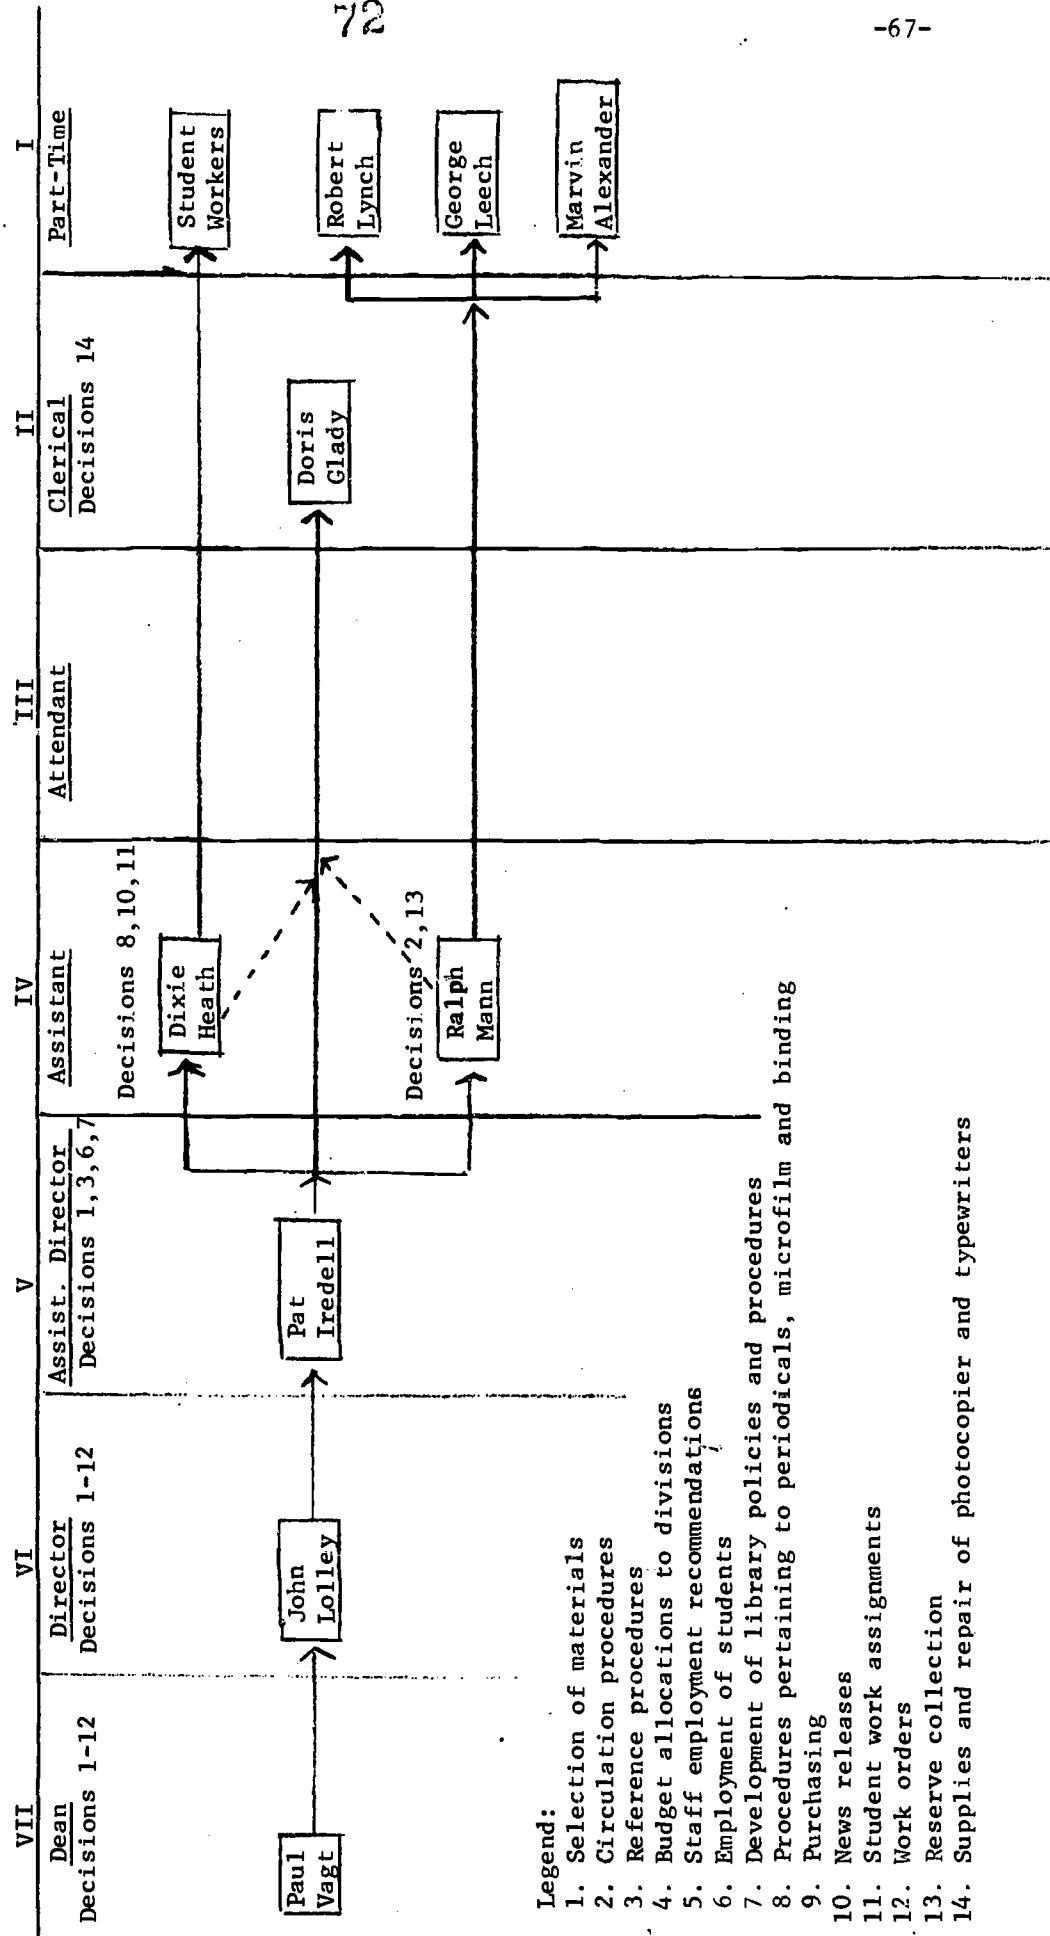 72
-67-
VII
VI
V
IV
III
II
I
Dean
Decisions 1-12
Director
Decisions 1-12
Assist. Director
Decisions 1,3,6,7
Assistant
Attendant
Clerical
Decisions 14
Part-Time
Decisions 8,10,11
Paul
Vagt
John
Lolley
Pat
Iredell
Dixie
Heath
Decisions 2,13
Ralph
Mann
Doris
Glady
Student
Workers
Robert
Lynch
George
Leech
Marvin
Alexander
Legend:
1. Selection of materials
2. Circulation procedures
3. Reference procedures
4. Budget allocations to divisions
5. Staff employment recommendations
6. Employment of students
7. Development of library policies and procedures
8. Procedures pertaining to periodicals, microfilm and binding
9. Purchasing
10. News releases
11. Student work assignments
12. Work orders
13. Reserve collection
14. Supplies and repair of photocopier and typewriters